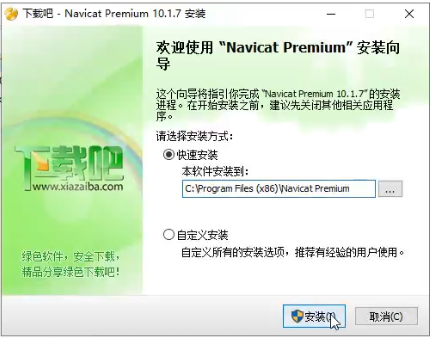 下载吧 - Navicat Premium 10.1.7 安装
欢迎使用 “Navicat Premium” 安装向
导
这个向导将指引你完成 “Navicat Premium 10.1.7” 的安装
进程。在开始安装之前，建议先关闭其他相关应用程
序。
请选择安装方式:
快速安装
本软件安装到:
C:\Program Files (x86)\Navicat Premium
...
自定义安装
自定义所有的安装选项，推荐有经验的用户使用。
下载吧
www.xiazaiba.com
绿色软件，安全下载，
精品分享绿色下载吧!
安装(I)
取消(C)